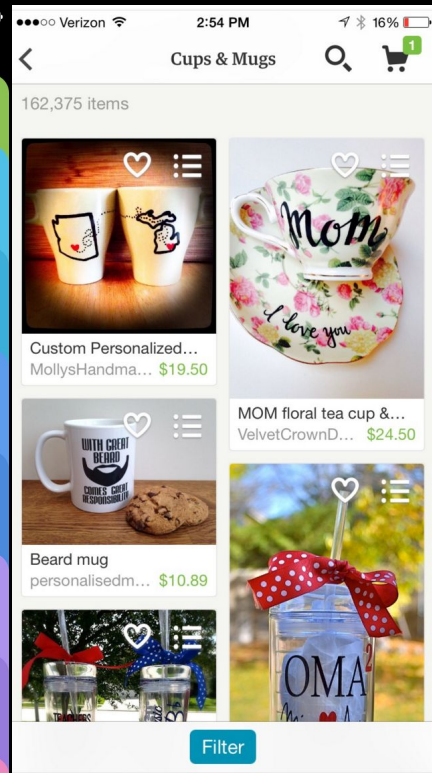 Verizon 2:54 PM 16%
Cups & Mugs 1
162,375 items
Custom Personalized...
MollysHandma... $19.50
Mom
I love you
MOM floral tea cup &...
VelvetCrownD... $24.50
WITH GREAT
BEARD
COMES GREAT
RESPONSIBILITY
Beard mug
personalisedm... $10.89
OMA
2
Filter